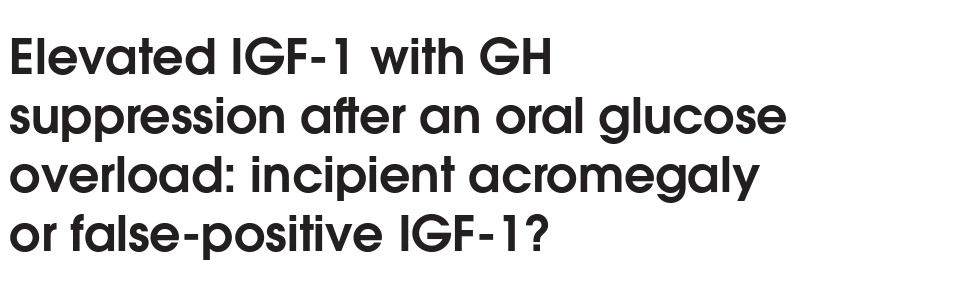 Elevated IGF-1 with GH
suppression after an oral glucose
overload: incipient acromegaly
or false-positive IGF-1?